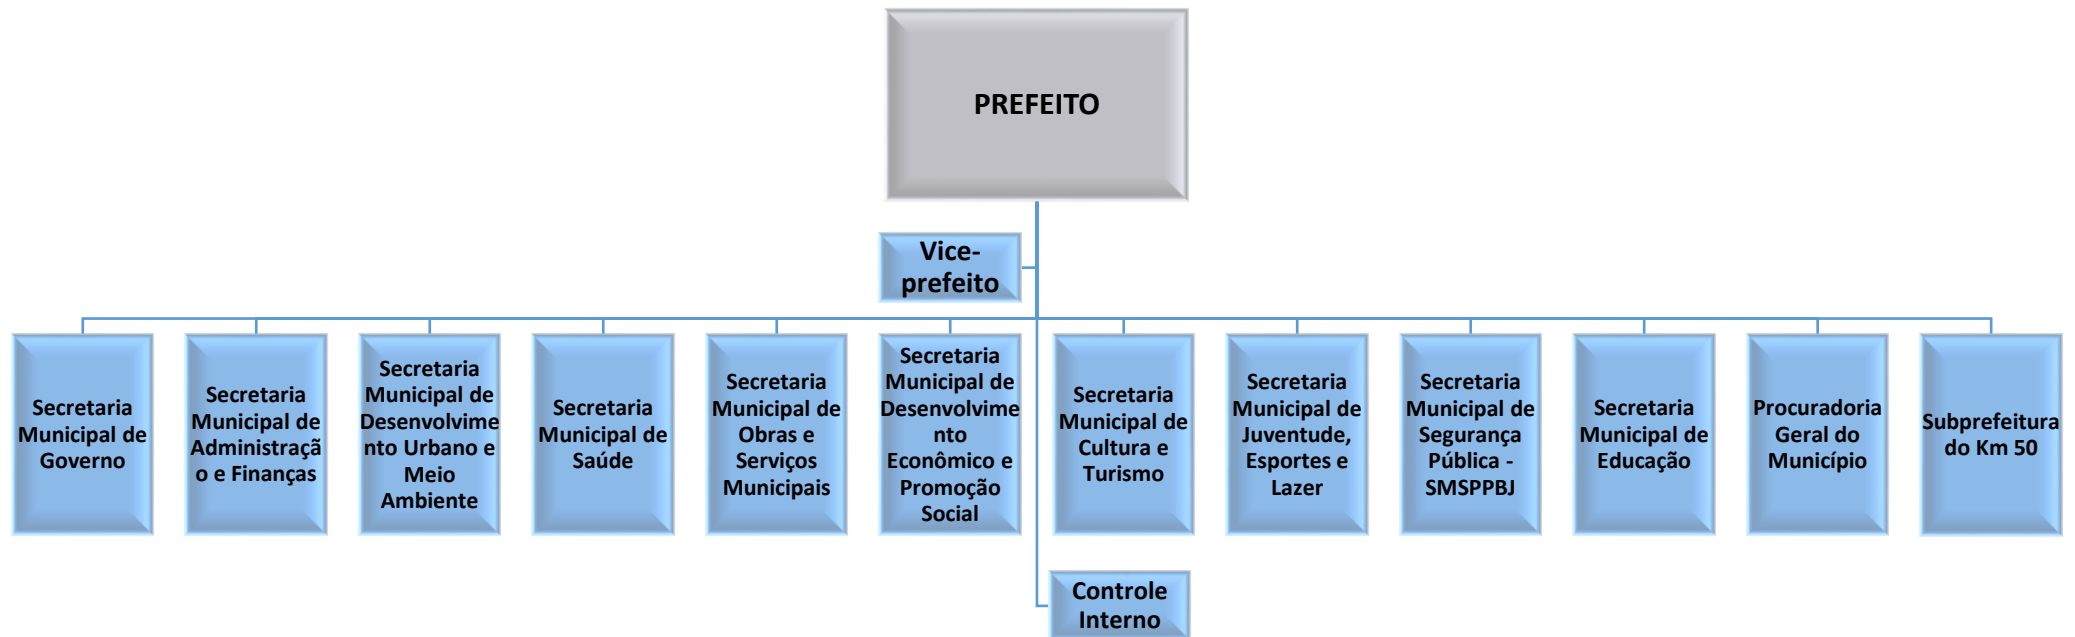 PREFEITO
Vice-
prefeito
Secretaria
Municipal de
Governo
Secretaria
Municipal de
Administraçã
o e Finanças
Secretaria
Municipal de
Desenvolvime
nto Urbano e
Meio
Ambiente
Secretaria
Municipal de
Saúde
Secretaria
Municipal de
Obras e
Serviços
Municipais
Secretaria
Municipal de
Desenvolvime
nto
Econômico e
Promoção
Social
Secretaria
Municipal de
Cultura e
Turismo
Secretaria
Municipal de
Juventude,
Esportes e
Lazer
Secretaria
Municipal de
Segurança
Pública -
SMSPPBJ
Secretaria
Municipal de
Educação
Procuradoria
Geral do
Município
Subprefeitura
do Km 50
Controle
Interno